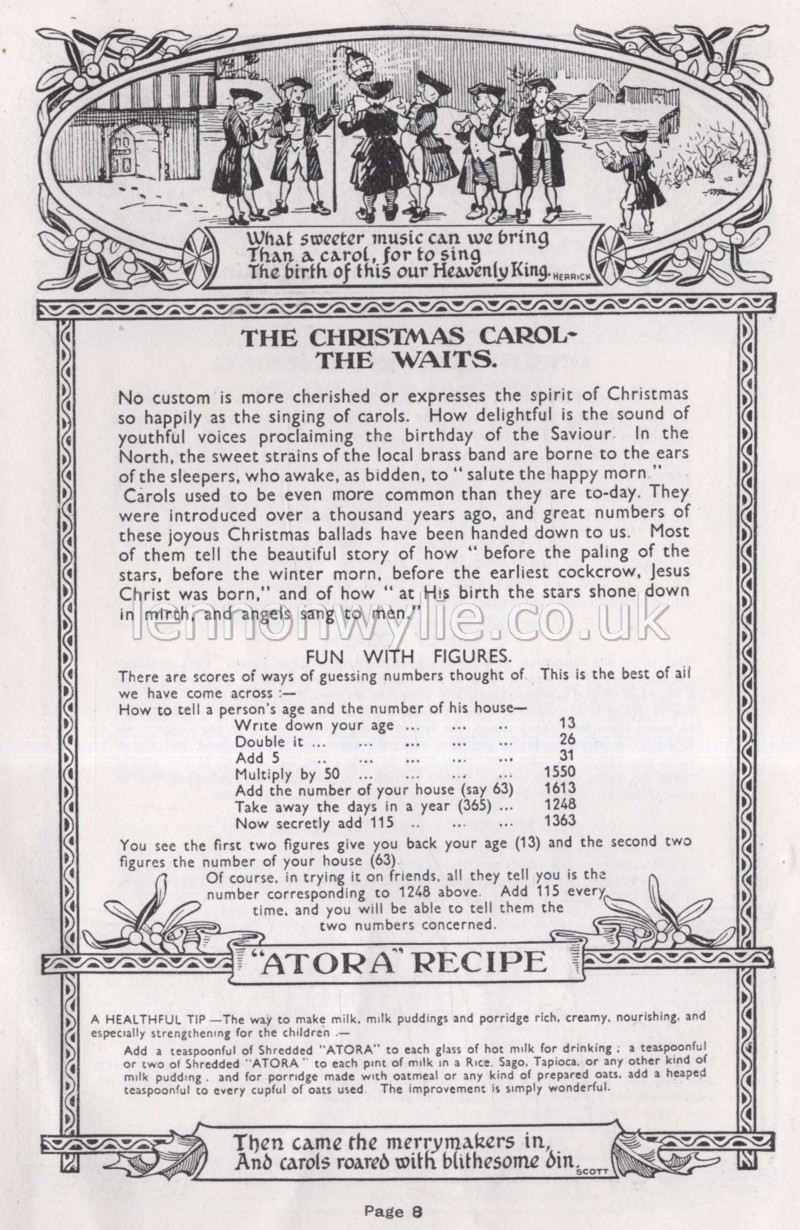 What sweeter music can we bring
Than a carol, for to sing
The birth of this our Heavenly King. HERRICK
THE CHRISTMAS CAROL-
THE WAITS.
No custom is more cherished or expresses the spirit of Christmas
so happily as the singing of carols. How delightful is the sound of
youthful voices proclaiming the birthday of the Saviour. In the
North, the sweet strains of the local brass band are borne to the ears
of the sleepers, who awake, as bidden, to "salute the happy morn."
Carols used to be even more common than they are to-day. They
were introduced over a thousand years ago, and great numbers of
these joyous Christmas ballads have been handed down to us. Most
of them tell the beautiful story of how "before the paling of the
stars, before the winter morn, before the earliest cockcrow, Jesus
Christ was born," and of how "at His birth the stars shone down
in mirth, and angels sang to men."
lennonwylie.co.uk
FUN WITH FIGURES.
There are scores of ways of guessing numbers thought of. This is the best of all
we have come across :—
How to tell a person's age and the number of his house—
Write down your age ... ... .. 13
Double it ... ... ... ... ... 26
Add 5 .. ... ... ... ... 31
Multiply by 50 ... ... ... ... 1550
Add the number of your house (say 63) 1613
Take away the days in a year (365) ... 1248
Now secretly add 115 .. ... ... 1363
You see the first two figures give you back your age (13) and the second two
figures the number of your house (63).
Of course, in trying it on friends, all they tell you is the
number corresponding to 1248 above. Add 115 every
time, and you will be able to tell them the
two numbers concerned.
"ATORA" RECIPE
A HEALTHFUL TIP —The way to make milk, milk puddings and porridge rich, creamy, nourishing, and
especially strengthening for the children .—
Add a teaspoonful of Shredded "ATORA" to each glass of hot milk for drinking ; a teaspoonful
or two of Shredded "ATORA" to each pint of milk in a Rice, Sago, Tapioca, or any other kind of
milk pudding , and for porridge made with oatmeal or any kind of prepared oats, add a heaped
teaspoonful to every cupful of oats used. The improvement is simply wonderful.
Then came the merrymakers in,
And carols roared with blithesome din. SCOTT
Page 8